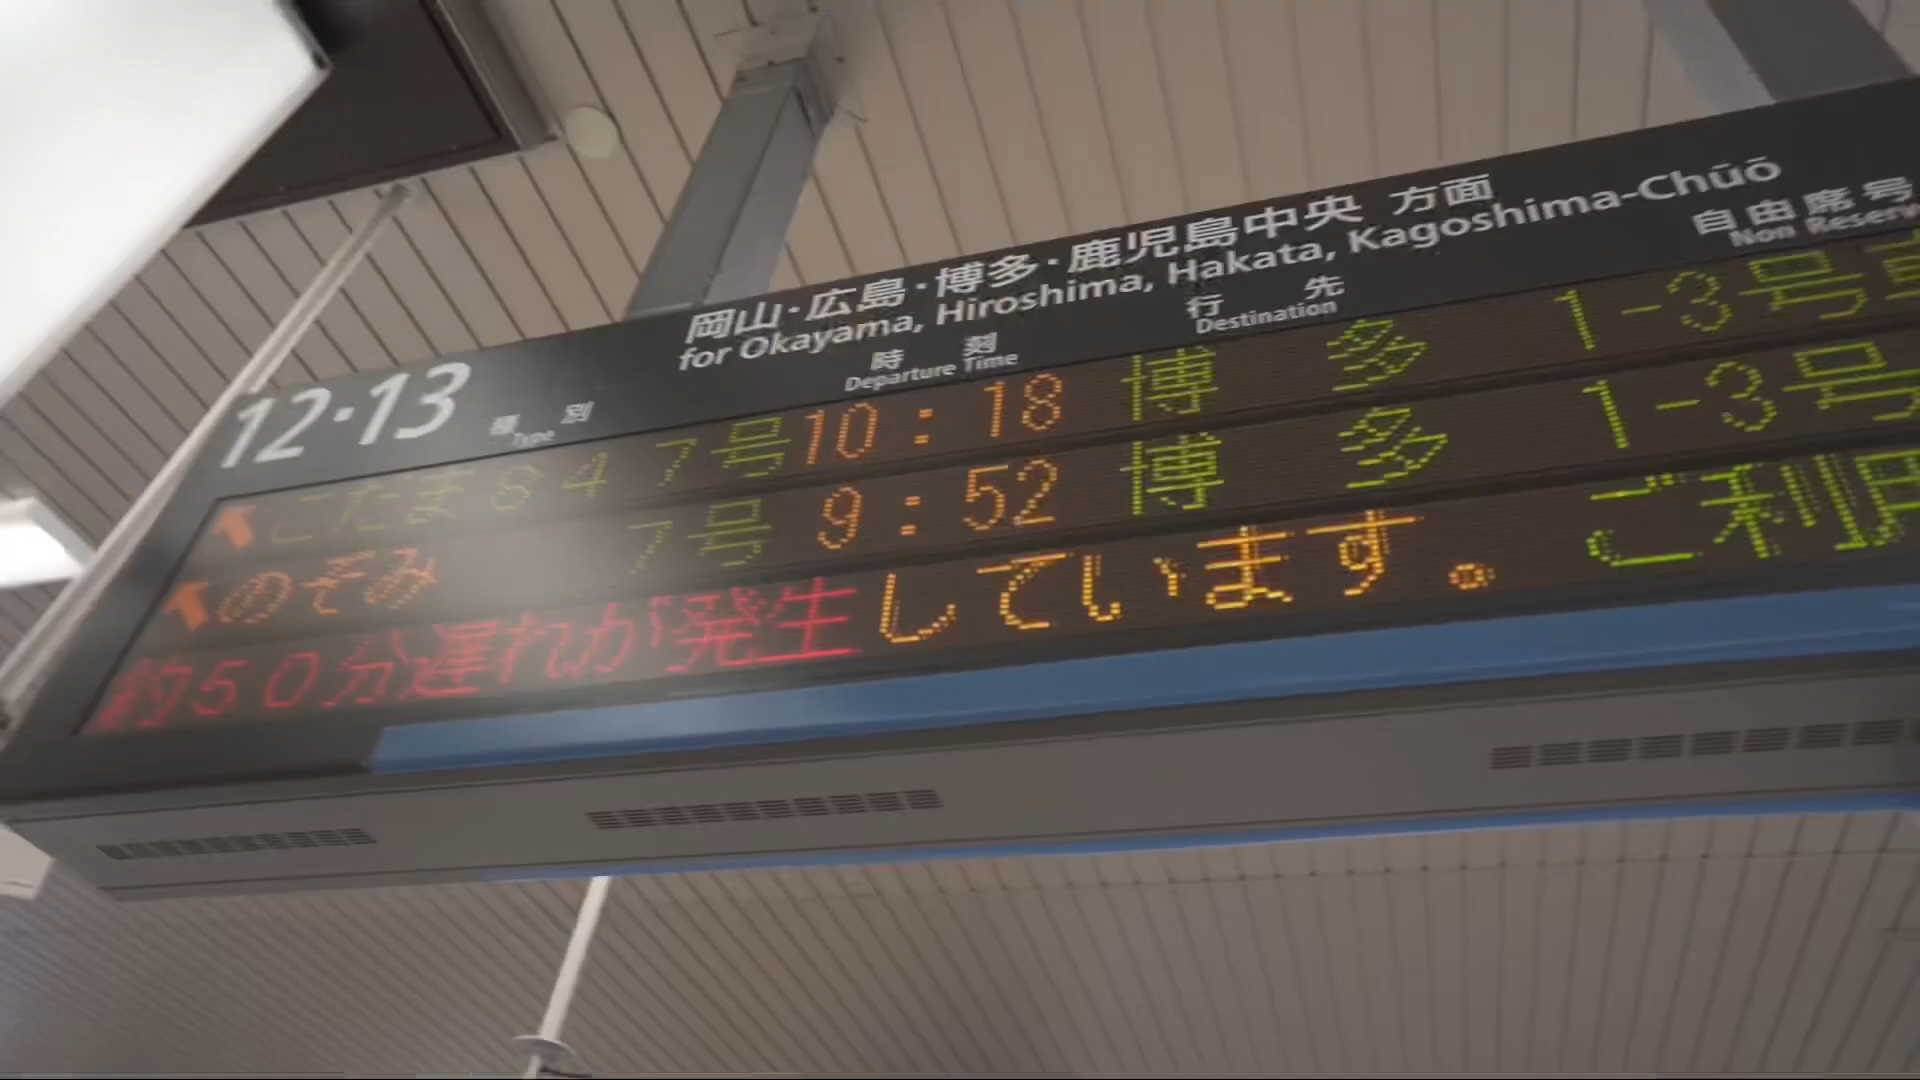 岡山・広島・博多・鹿児島中央 方面
for Okayama, Hiroshima, Hakata, Kagoshima-Chūō
12・13
種 別 時 刻 行 先 自由席号
Type Departure Time Destination Non
こだま847号 10:18 博 多 1-3号車
のぞみ 7号 9:52 博 多 1-3号
約50分遅れが発生しています。 ご利用